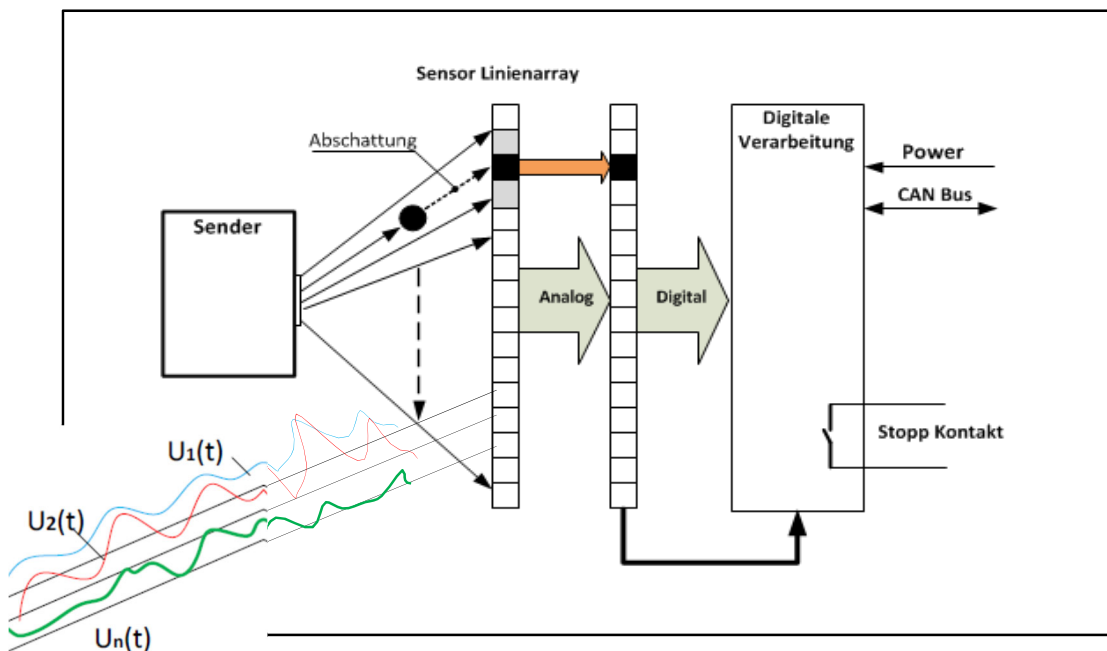 Sensor Linienarray
Abschattung
Sender
Digitale
Verarbeitung
Power
CAN Bus
Analog
Digital
Stopp Kontakt
U₁(t)
U₂(t)
Uₙ(t)